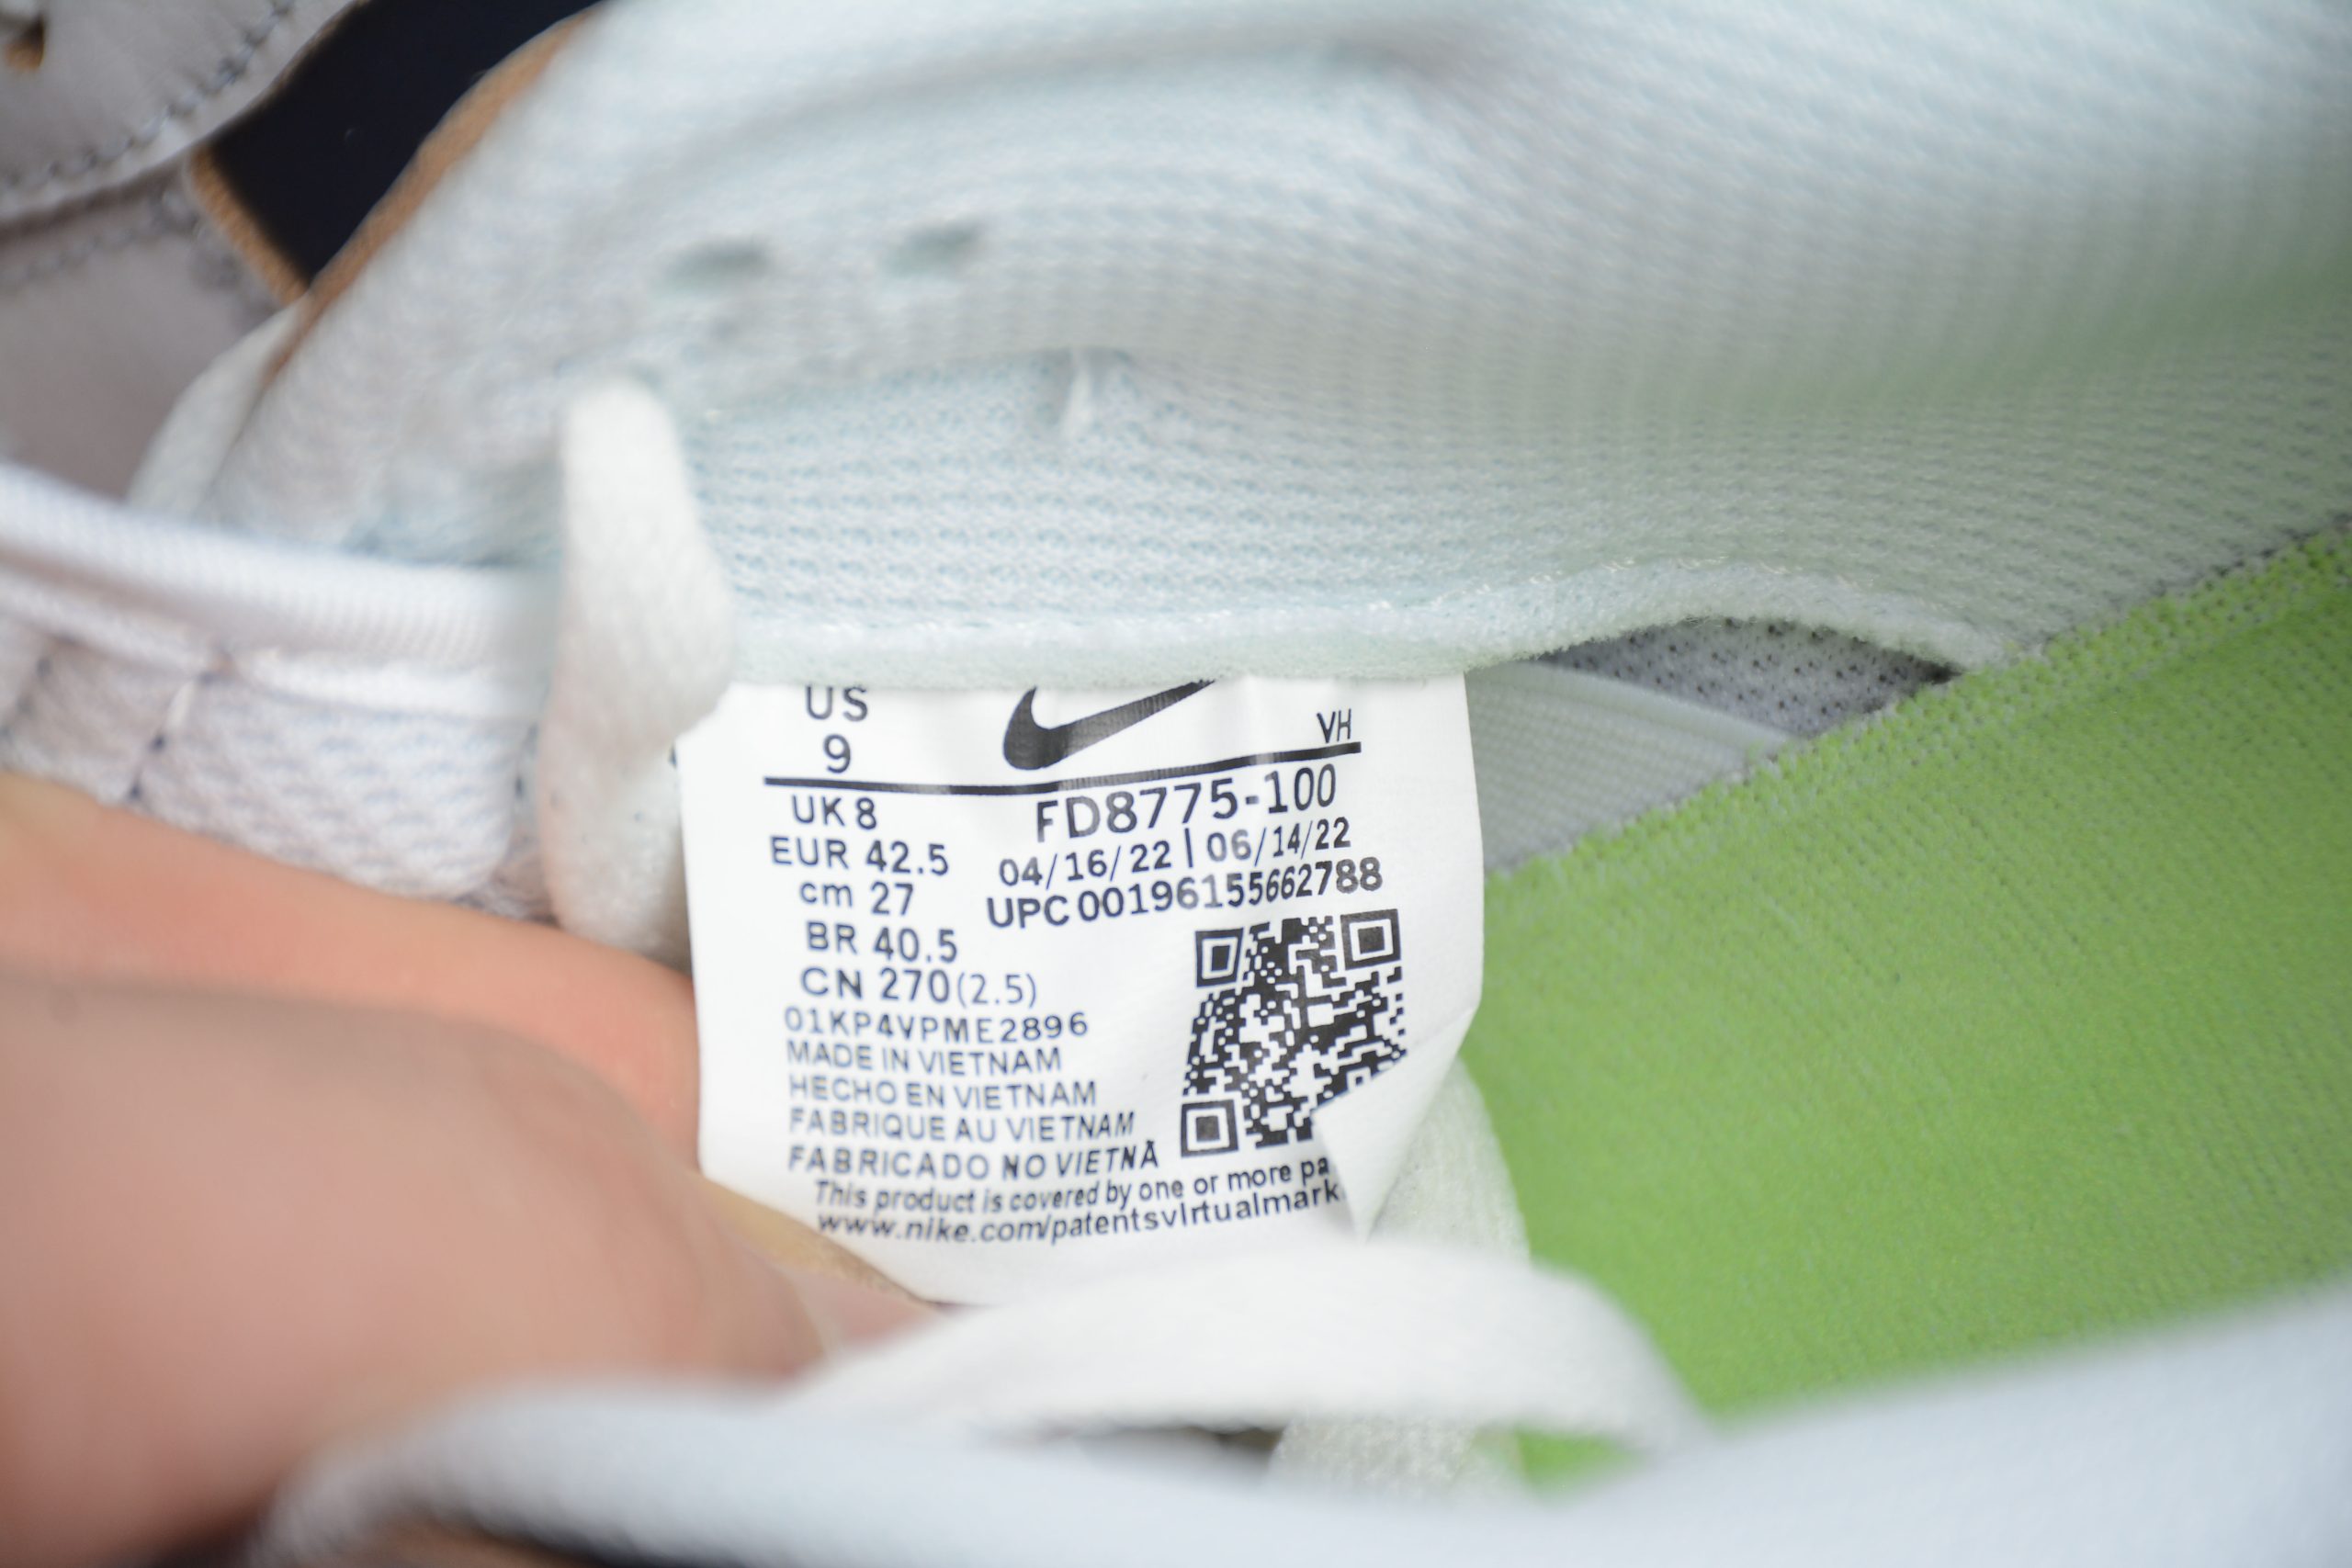 US
9
VH
UK 8
FD8775-100
EUR 42.5
04/16/22 | 06/14/22
cm 27
UPC 00196155662788
BR 40.5
CN 270(2.5)
01KP4VPME2896
MADE IN VIETNAM
HECHO EN VIETNAM
FABRIQUE AU VIETNAM
FABRICADO NO VIETNÃ
This product is covered by one or more pa
www.nike.com/patentsvirtualmark